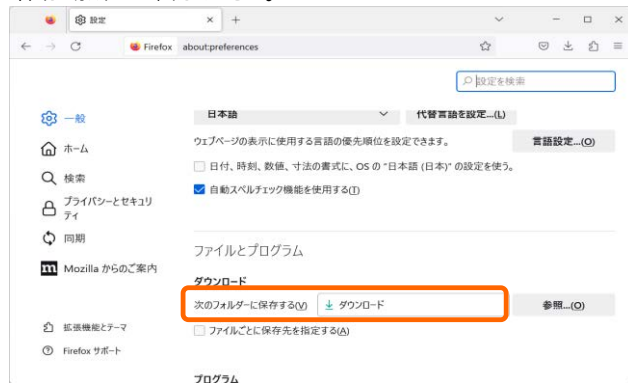 設定
Firefox about:preferences
設定を検索
一般
ホーム
検索
プライバシーとセキュリ
ティ
同期
Mozilla からのご案内
拡張機能とテーマ
Firefox サポート
日本語 代替言語を設定...(L)
ウェブページの表示に使用する言語の優先順位を設定できます。 言語設定...(O)
日付、時刻、数値、寸法の書式に、OS の "日本語 (日本)" の設定を使う。
自動スペルチェック機能を使用する(T)
ファイルとプログラム
ダウンロード
次のフォルダーに保存する(V) ダウンロード 参照...(O)
ファイルごとに保存先を指定する(A)
プログラム